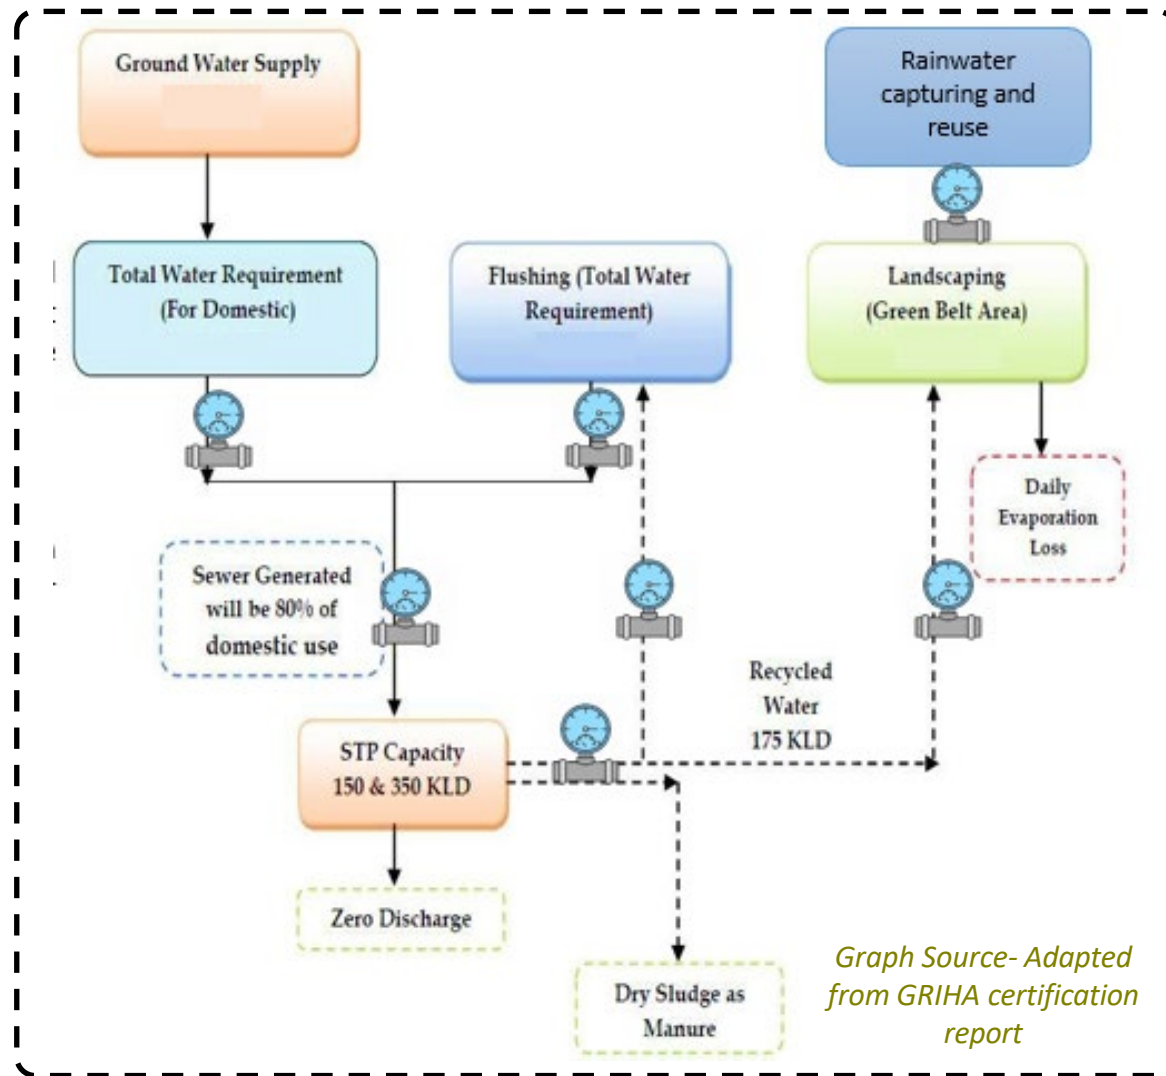 Ground Water Supply
Rainwater
capturing and
reuse
Total Water Requirement
(For Domestic)
Flushing (Total Water
Requirement)
Landscaping
(Green Belt Area)
Daily
Evaporation
Loss
Sewer Generated
will be 80% of
domestic use
Recycled
Water
175 KLD
STP Capacity
150 & 350 KLD
Zero Discharge
Dry Sludge as
Manure
Graph Source- Adapted
from GRIHA certification
report